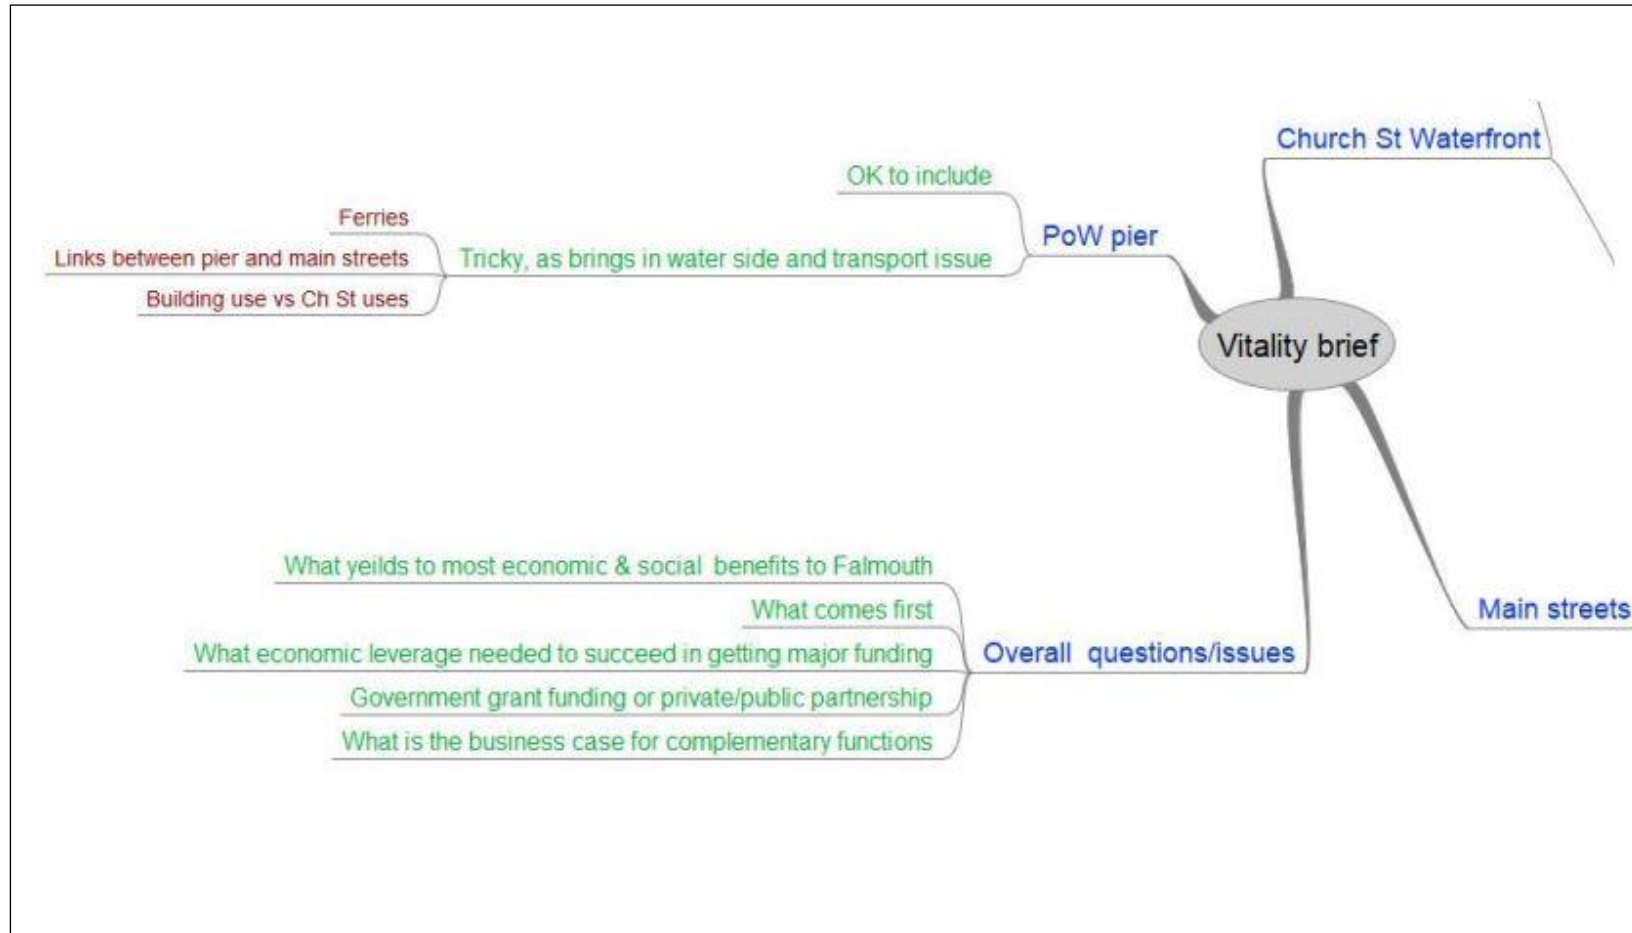 Church St Waterfront
OK to include
PoW pier
Ferries
Links between pier and main streets
Tricky, as brings in water side and transport issue
Building use vs Ch St uses
Vitality brief
What yeilds to most economic & social benefits to Falmouth
What comes first
What economic leverage needed to succeed in getting major funding
Overall questions/issues
Government grant funding or private/public partnership
What is the business case for complementary functions
Main streets